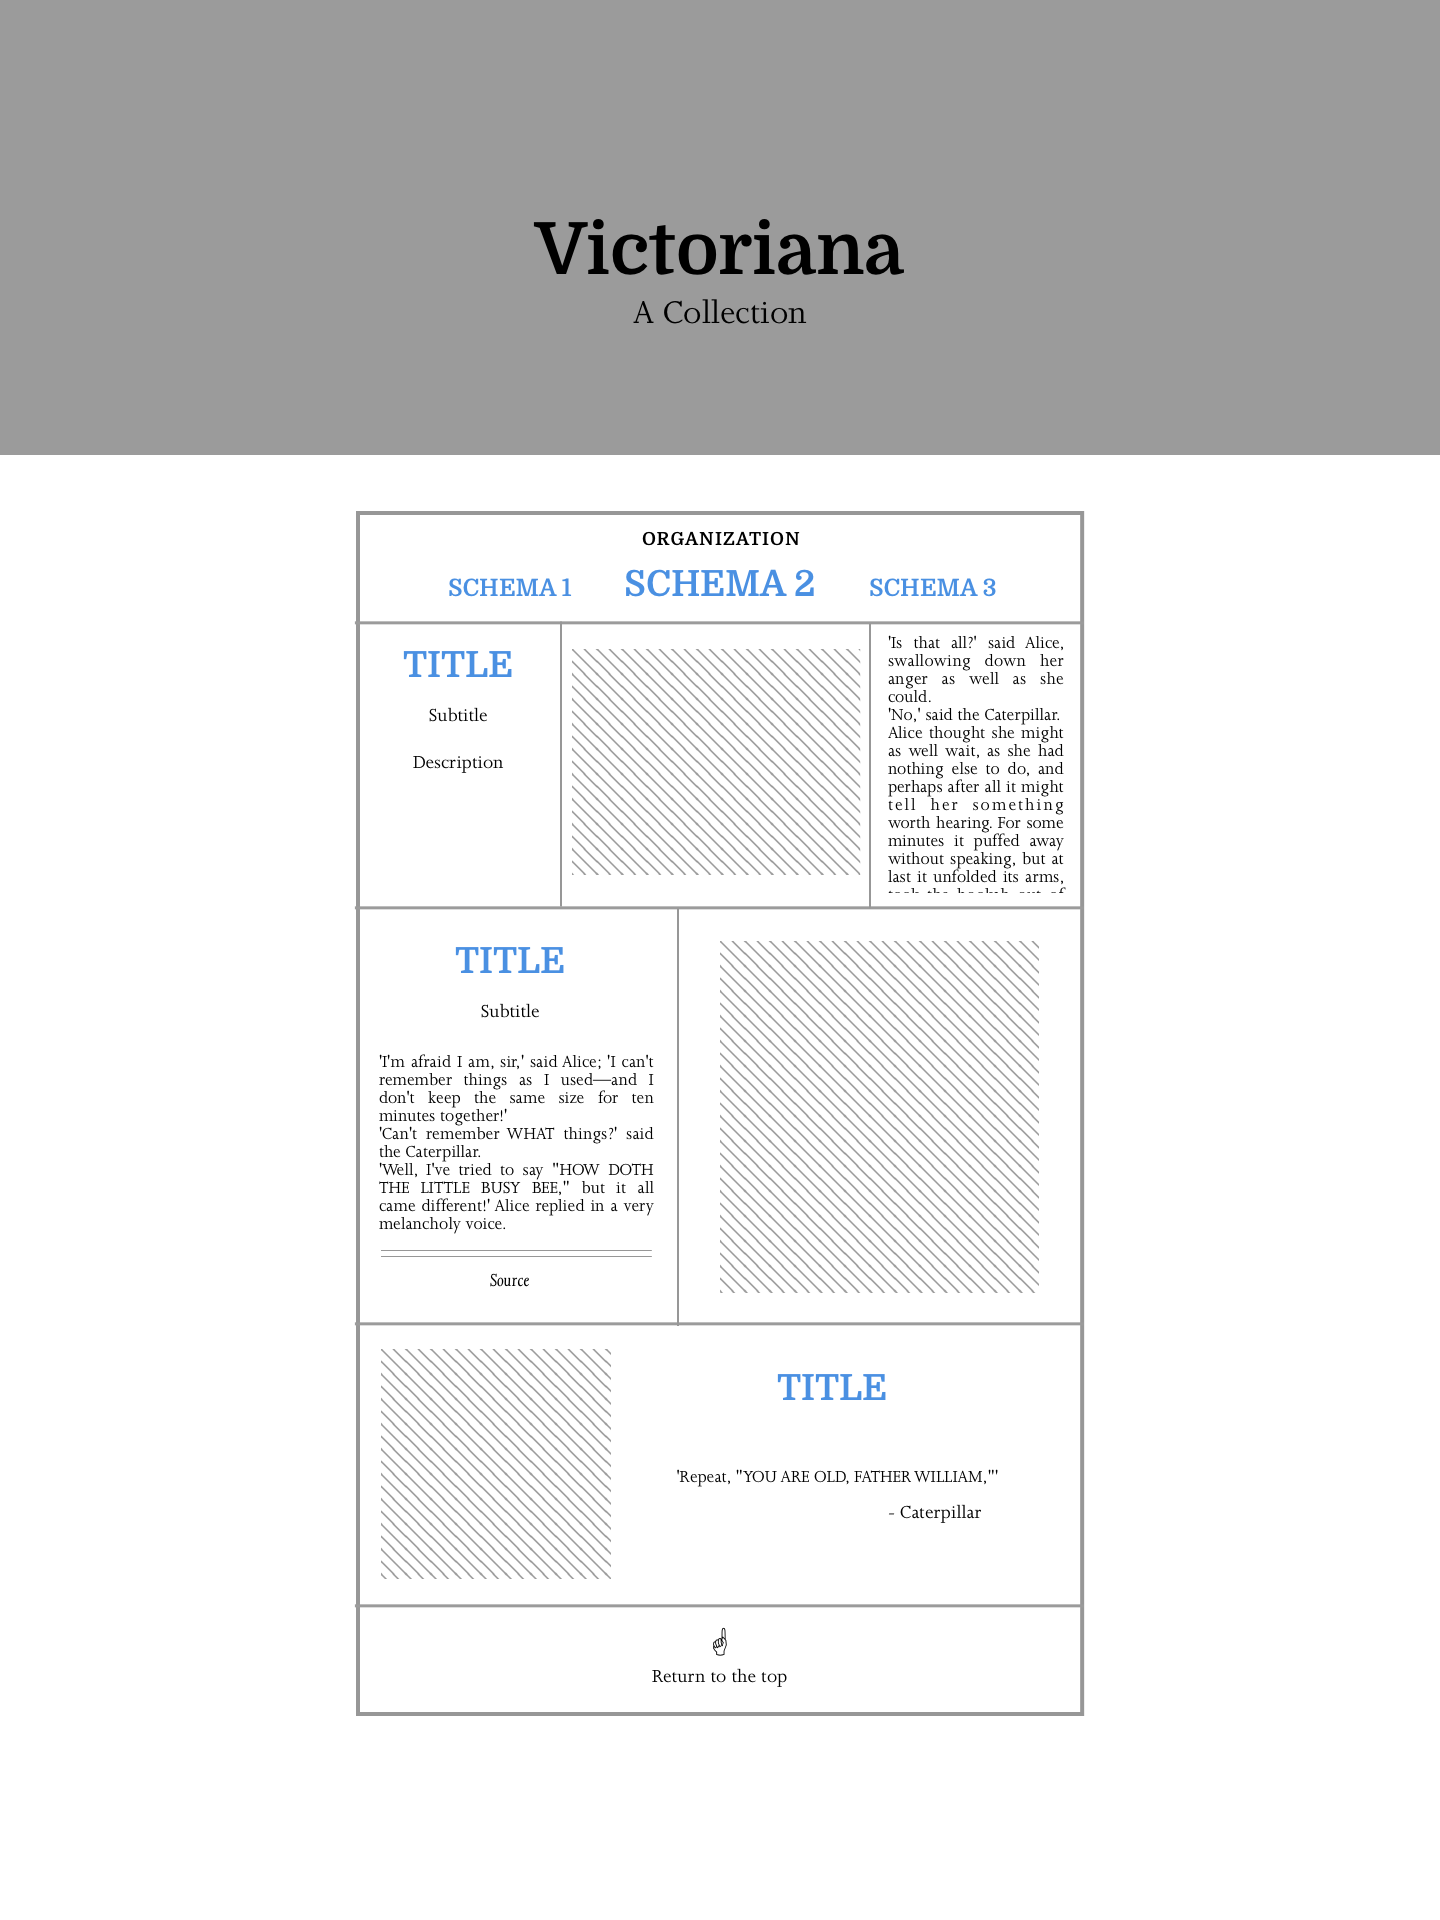 Victoriana
A Collection
ORGANIZATION
SCHEMA 1 SCHEMA 2 SCHEMA 3
TITLE
Subtitle
Description
'Is that all?' said Alice,
swallowing down her
anger as well as she
could.
'No,' said the Caterpillar.
Alice thought she might
as well wait, as she had
nothing else to do, and
perhaps after all it might
tell her something
worth hearing. For some
minutes it puffed away
without speaking, but at
last it unfolded its arms,
TITLE
Subtitle
'I'm afraid I am, sir,' said Alice; 'I can't
remember things as I used—and I
don't keep the same size for ten
minutes together!'
'Can't remember WHAT things?' said
the Caterpillar.
'Well, I've tried to say "HOW DOTH
THE LITTLE BUSY BEE," but it all
came different!' Alice replied in a very
melancholy voice.
Source
TITLE
'Repeat, "YOU ARE OLD, FATHER WILLIAM,"'
- Caterpillar
Return to the top